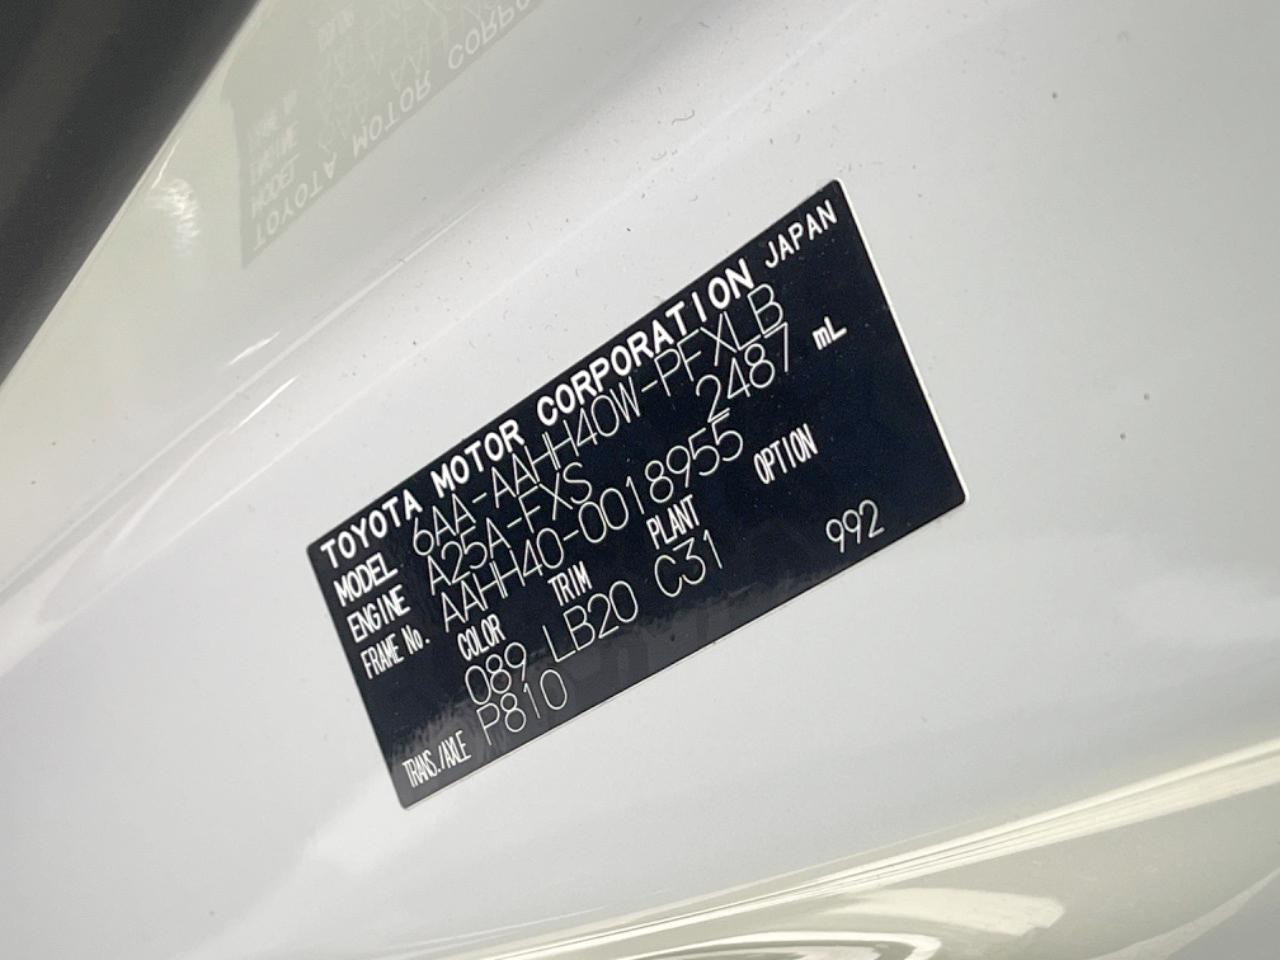 TOYOTA MOTOR CORPORATION JAPAN
MODEL 6AA-AAHH40W-PFXLB
ENGINE A25A-FXS 2487 mL
FRAME No. AAHH40-0018955
COLOR TRIM PLANT OPTION
089 LB20 C31 992
TRANS./AXLE P810